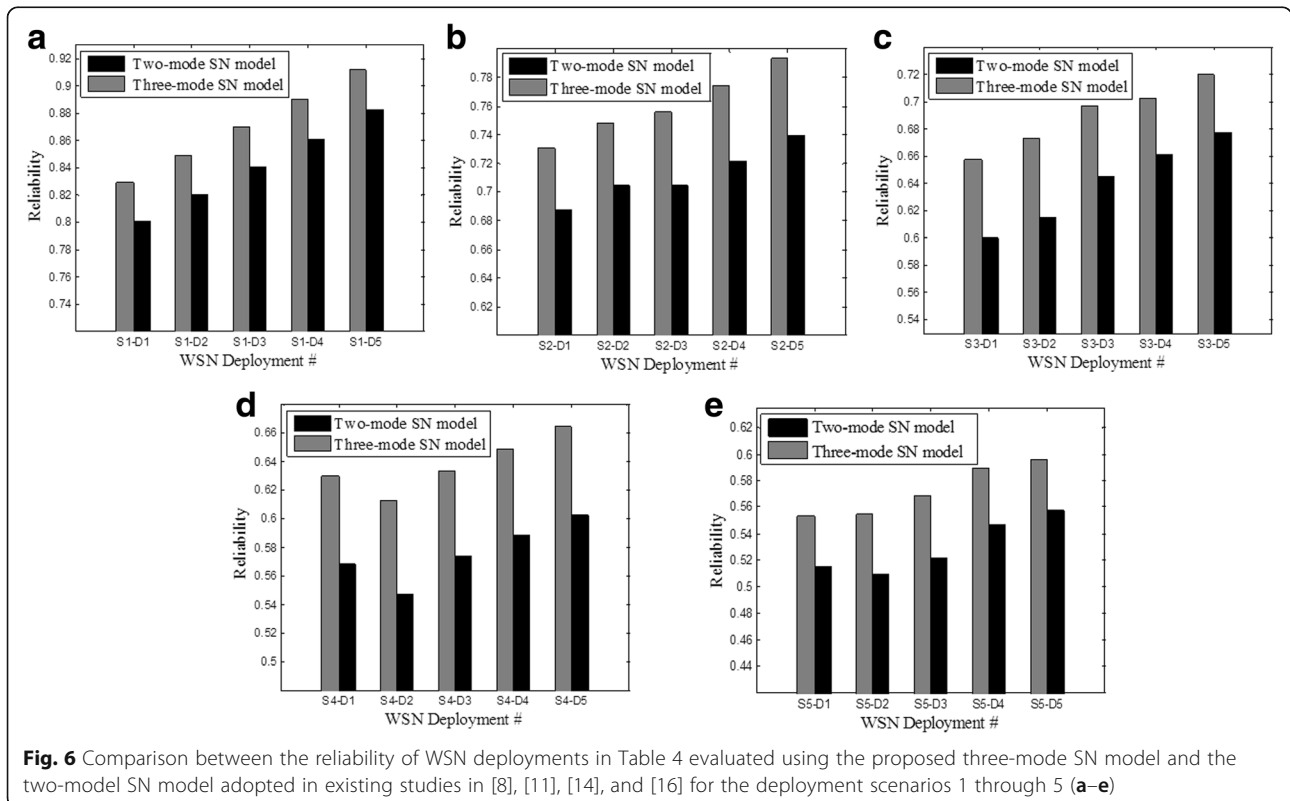 a
Two-mode SN model
Three-mode SN model
0.92
0.9
0.88
0.86
0.84
0.82
0.8
0.78
0.76
0.74
Reliability
S1-D1 S1-D2 S1-D3 S1-D4 S1-D5
WSN Deployment #
b
Two-mode SN model
Three-mode SN model
0.78
0.76
0.74
0.72
0.7
0.68
0.66
0.64
0.62
Reliability
S2-D1 S2-D2 S2-D3 S2-D4 S2-D5
WSN Deployment #
c
Two-mode SN model
Three-mode SN model
0.72
0.7
0.68
0.66
0.64
0.62
0.6
0.58
0.56
0.54
Reliability
S3-D1 S3-D2 S3-D3 S3-D4 S3-D5
WSN Deployment #
d
Two-mode SN model
Three-mode SN model
0.66
0.64
0.62
0.6
0.58
0.56
0.54
0.52
0.5
Reliability
S4-D1 S4-D2 S4-D3 S4-D4 S4-D5
WSN Deployment #
e
Two-mode SN model
Three-mode SN model
0.62
0.6
0.58
0.56
0.54
0.52
0.5
0.48
0.46
0.44
Reliability
S5-D1 S5-D2 S5-D3 S5-D4 S5-D5
WSN Deployment #
Fig. 6 Comparison between the reliability of WSN deployments in Table 4 evaluated using the proposed three-mode SN model and the
two-model SN model adopted in existing studies in [8], [11], [14], and [16] for the deployment scenarios 1 through 5 (a–e)